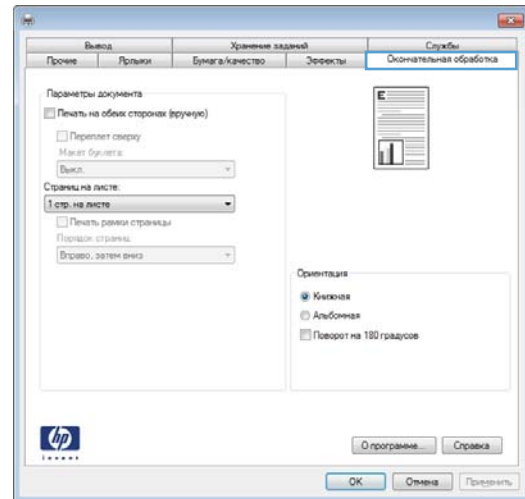 Вывод Хранение заданий Службы
Прочие Ярлыки Бумага/качество Эффекты Окончательная обработка
Параметры документа
Печать на обеих сторонах (вручную)
Переплет сверху
Макет буклета:
Выкл.
Страниц на листе:
1 стр. на листе
Печать рамки страницы
Порядок страниц:
Вправо, затем вниз
E
Ориентация
Книжная
Альбомная
Поворот на 180 градусов
hp
invent
О программе... Справка
OK Отмена Применить